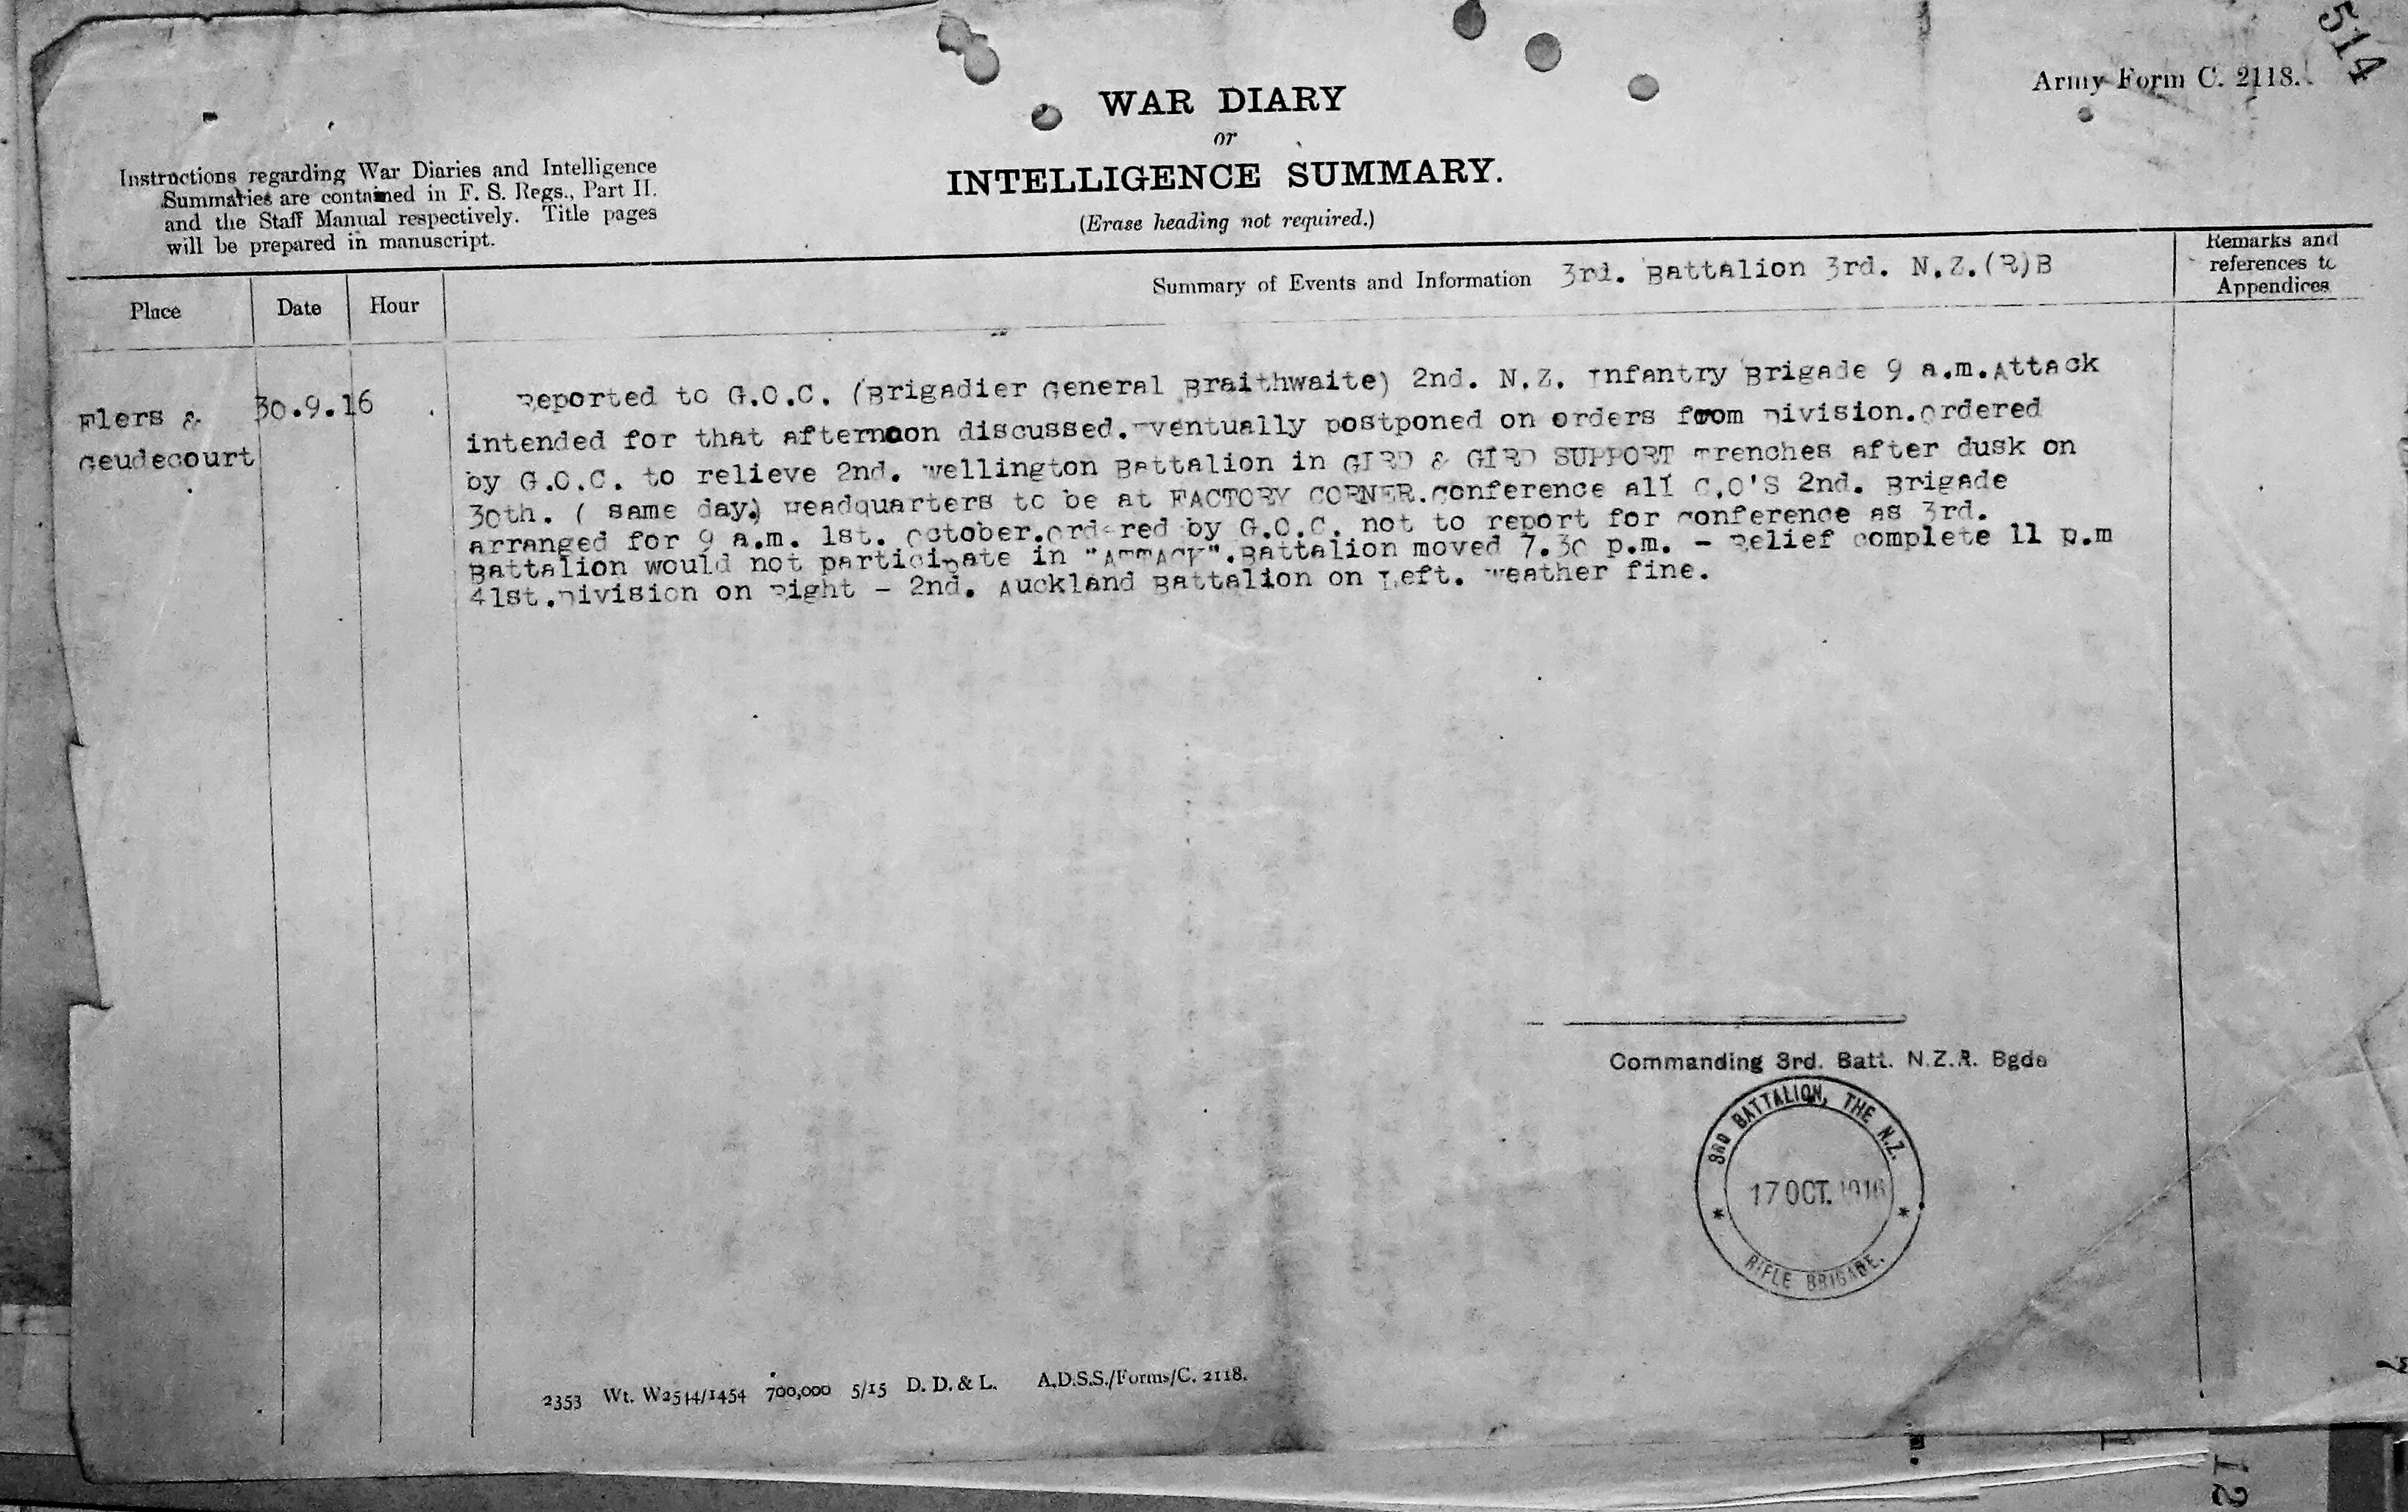 514
Army Form C. 2118.
WAR DIARY
or
INTELLIGENCE SUMMARY.
(Erase heading not required.)
Instructions regarding War Diaries and Intelligence
Summaries are contained in F. S. Regs., Part II.
and the Staff Manual respectively. Title pages
will be prepared in manuscript.
Place Date Hour Summary of Events and Information 3rd. Battalion 3rd. N.Z.(R)B
Remarks and
references to
Appendices
Flers & 30.9.16
Geudecourt
Reported to G.O.C. (Brigadier General Braithwaite) 2nd. N.Z. Infantry Brigade 9 a.m.Attack
intended for that afternoon discussed.Eventually postponed on orders from Division.Ordered
by G.O.C. to relieve 2nd. Wellington Battalion in GIRD & GIRD SUPPORT Trenches after dusk on
30th. ( same day.) Headquarters to be at FACTORY CORNER.Conference all C.O'S 2nd. Brigade
arranged for 9 a.m. 1st. October.Ordered by G.O.C. not to report for Conference as 3rd.
Battalion would not participate in "ATTACK".Battalion moved 7.30 p.m. - Relief complete 11 p.m
41st.Division on Right - 2nd. Auckland Battalion on Left. Weather fine.
Commanding 3rd. Batt. N.Z.R. Bgde
3RD BATTALION, THE N.Z.
17 OCT. 1916
RIFLE BRIGADE.
2353 Wt. W2544/1454 700,000 5/15 D. D. & L. A.D.S.S./Forms/C. 2118.
12